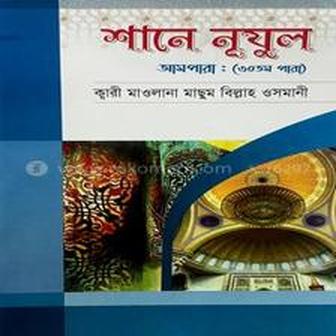 শানে নূযুল
আমপারা : (৩০তম পারা)
ক্বারী মাওলানা মাছুম বিল্লাহ ওসমানী